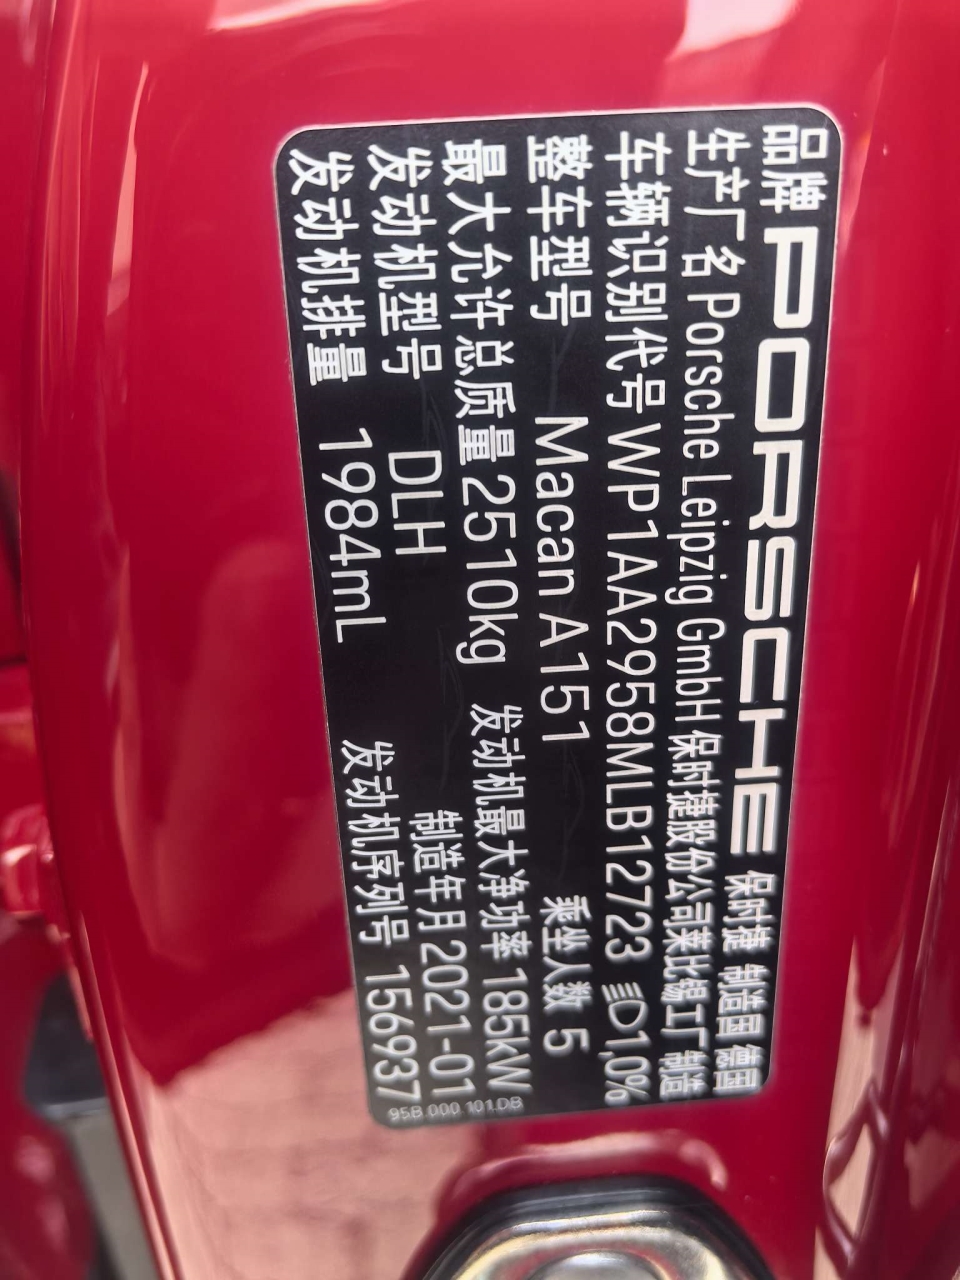 品牌 PORSCHE 保时捷 制造国 德国
生产厂名 Porsche Leipzig GmbH 保时捷股份公司莱比锡工厂制造
车辆识别代号 WP1AA2958MLB12723 1,0%
整车型号 Macan A151 乘坐人数 5
最大允许总质量 2510kg 发动机最大净功率 185kW
发动机型号 DLH 制造年月 2021-01
发动机排量 1984mL 发动机序列号 156937
95B.000.101.DB